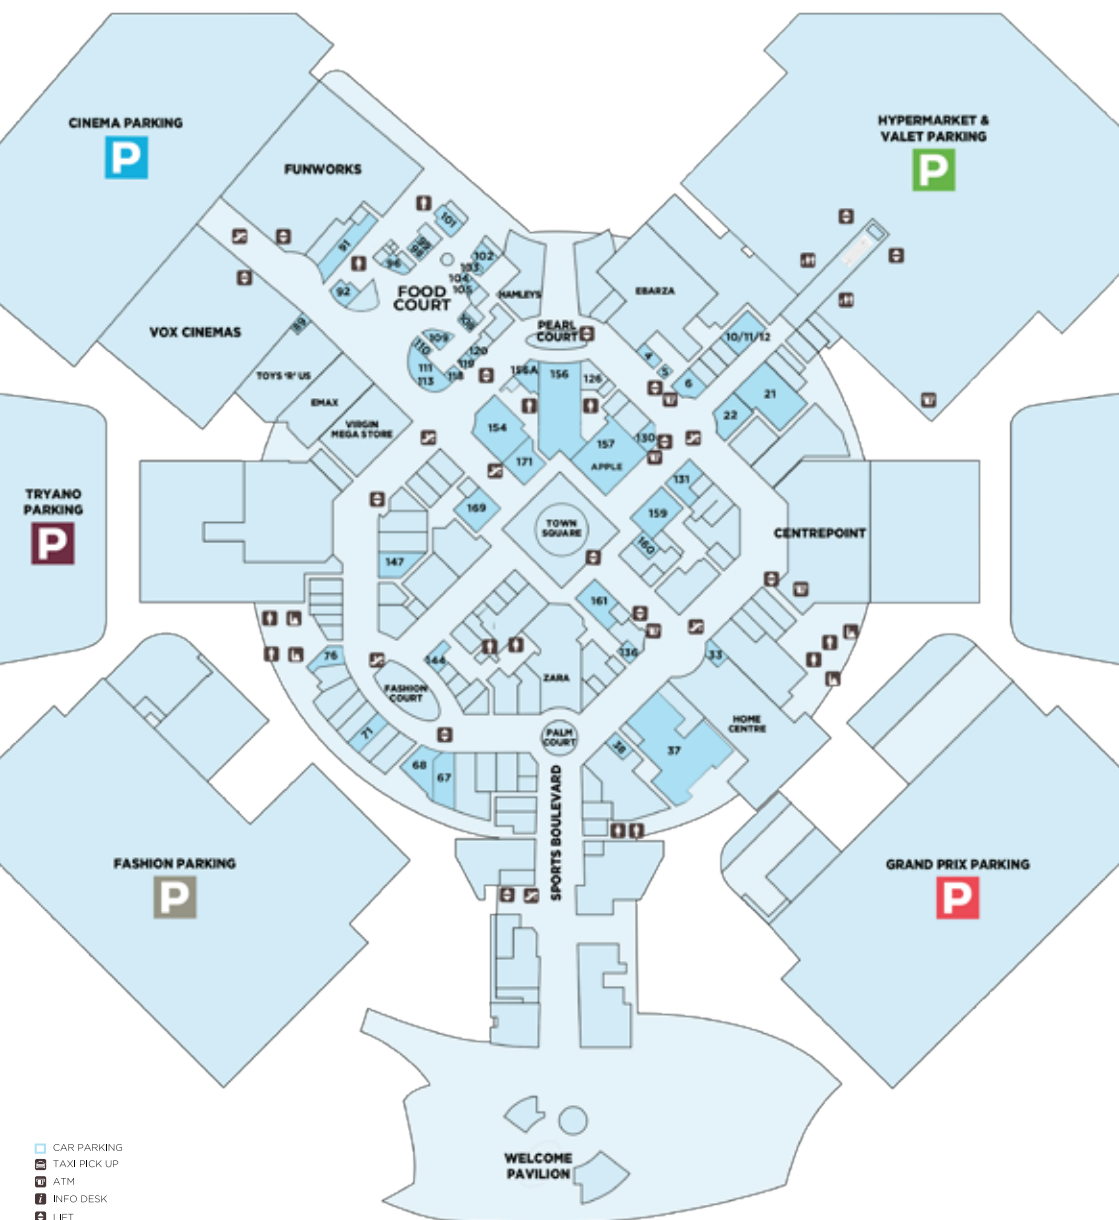 CINEMA PARKING
P
HYPERMARKET &
VALET PARKING
P
FUNWORKS
101
91
96
102
103
104
105
92
FOOD
COURT
HAMLEYS
EBARZA
VOX CINEMAS
89
108
109
110
PEARL
COURT
10/11/12
120
119
118
111
113
4
5
6
TOYS 'R' US
156A
156
126
21
22
EMAX
VIRGIN
MEGA STORE
154
130
157
APPLE
171
131
TRYANO
PARKING
P
169
159
TOWN
SQUARE
CENTREPOINT
160
147
161
76
144
136
33
ZARA
FASHION
COURT
HOME
CENTRE
71
PALM
COURT
38
37
68
67
SPORTS BOULEVARD
FASHION PARKING
P
GRAND PRIX PARKING
P
WELCOME
PAVILION
CAR PARKING
TAXI PICK UP
ATM
INFO DESK
LIFT